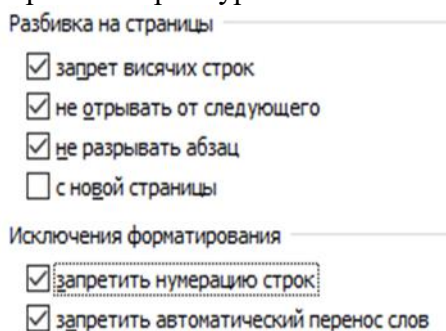 Разбивка на страницы
запрет висячих строк
не отрывать от следующего
не разрывать абзац
с новой страницы
Исключения форматирования
запретить нумерацию строк
запретить автоматический перенос слов